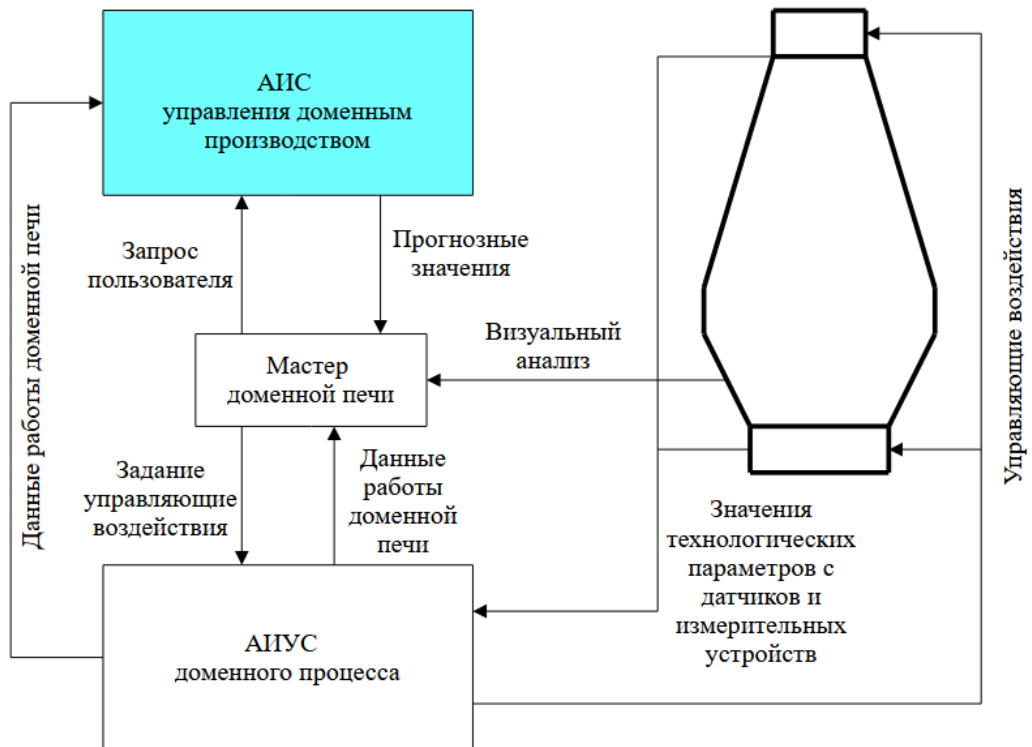 АИС
управления доменным
производством
Запрос
пользователя
Прогнозные
значения
Данные работы доменной печи
Мастер
доменной печи
Визуальный
анализ
Управляющие воздействия
Задание
управляющие
воздействия
Данные
работы
доменной
печи
Значения
технологических
параметров с
датчиков и
измерительных
устройств
АИУС
доменного процесса